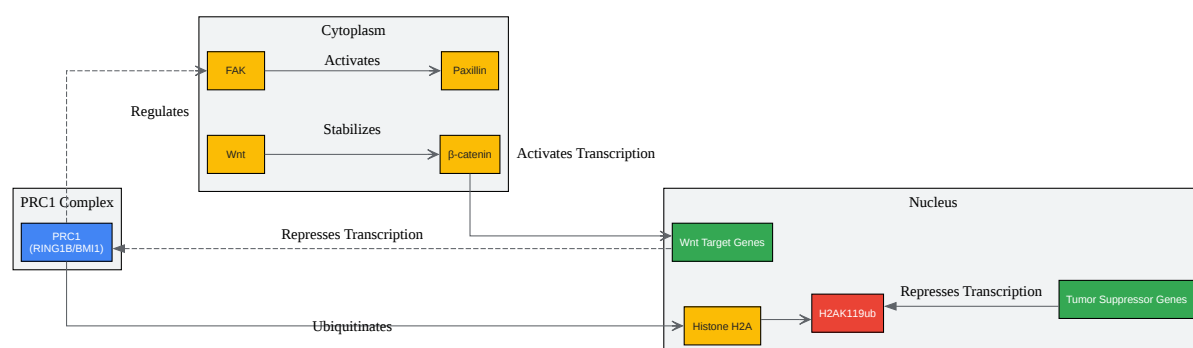 Cytoplasm
FAK
Activates
Paxillin
Regulates
Stabilizes
Wnt
β-catenin
Activates Transcription
PRC1 Complex
PRC1
(RING1B/BMI1)
Represses Transcription
Nucleus
Wnt Target Genes
Represses Transcription
Tumor Suppressor Genes
H2AK119ub
Ubiquitinates
Histone H2A